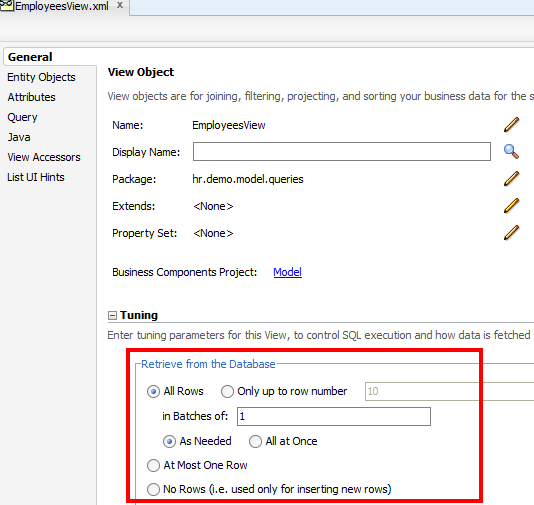 EmployeesView.xml x
General
Entity Objects
Attributes
Query
Java
View Accessors
List UI Hints
View Object
View objects are for joining, filtering, projecting, and sorting your business data for the s
Name: EmployeesView
Display Name:
Package: hr.demo.model.queries
Extends: <None>
Property Set: <None>
Business Components Project: Model
Tuning
Enter tuning parameters for this View, to control SQL execution and how data is fetched
Retrieve from the Database
All Rows Only up to row number 10
in Batches of: 1
As Needed All at Once
At Most One Row
No Rows (i.e. used only for inserting new rows)